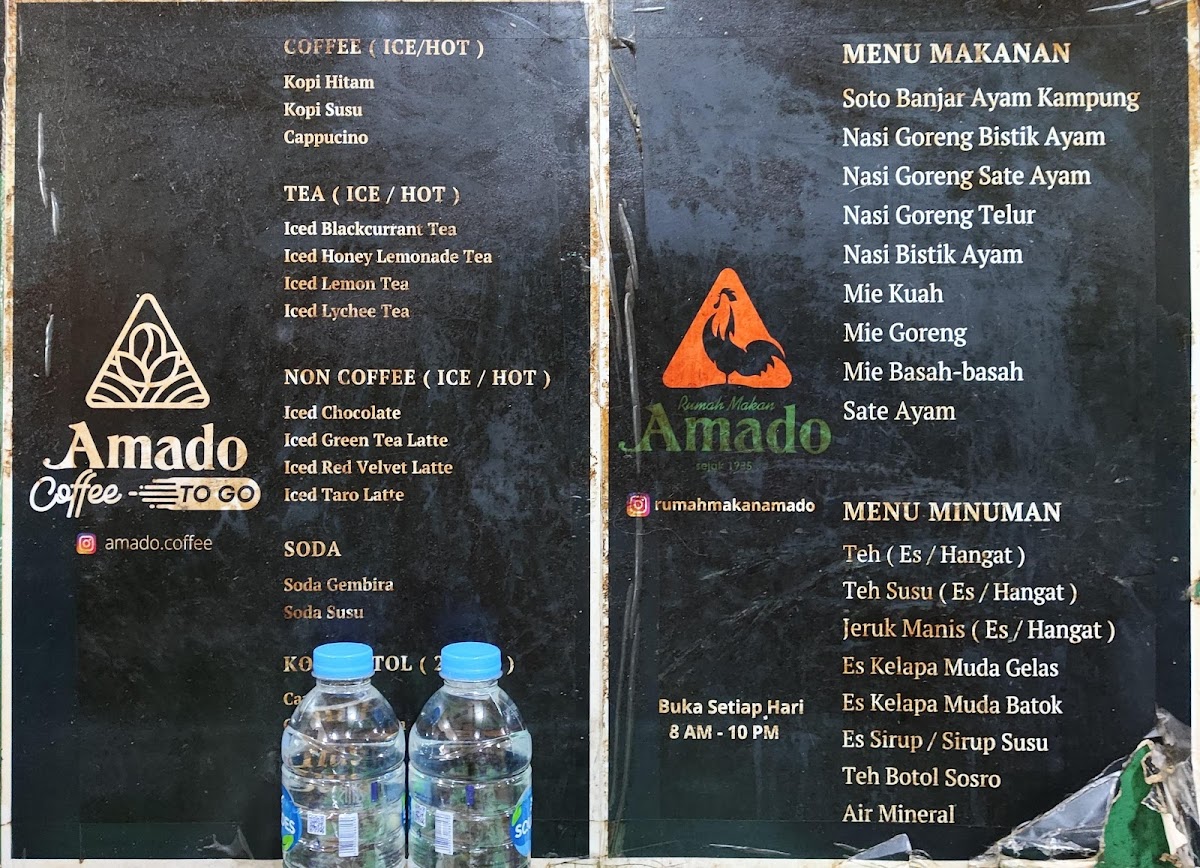 COFFEE ( ICE/HOT )
Kopi Hitam
Kopi Susu
Cappucino
TEA ( ICE / HOT )
Iced Blackcurrant Tea
Iced Honey Lemonade Tea
Iced Lemon Tea
Iced Lychee Tea
NON COFFEE ( ICE / HOT )
Iced Chocolate
Iced Green Tea Latte
Iced Red Velvet Latte
Iced Taro Latte
SODA
Soda Gembira
Soda Susu
Amado
Coffee TO GO
amado.coffee
MENU MAKANAN
Soto Banjar Ayam Kampung
Nasi Goreng Bistik Ayam
Nasi Goreng Sate Ayam
Nasi Goreng Telur
Nasi Bistik Ayam
Mie Kuah
Mie Goreng
Mie Basah-basah
Sate Ayam
Rumah Makan
Amado
sejak 1985
rumahmakanamado
MENU MINUMAN
Teh ( Es / Hangat )
Teh Susu ( Es / Hangat )
Jeruk Manis ( Es / Hangat )
Es Kelapa Muda Gelas
Es Kelapa Muda Batok
Es Sirup / Sirup Susu
Teh Botol Sosro
Air Mineral
Buka Setiap Hari
8 AM - 10 PM